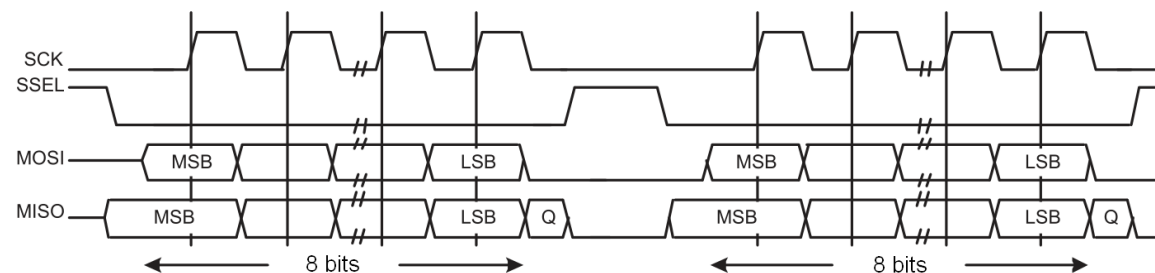 SCK
SSEL
MOSI MSB LSB MSB LSB
MISO MSB LSB Q MSB LSB Q
8 bits 8 bits